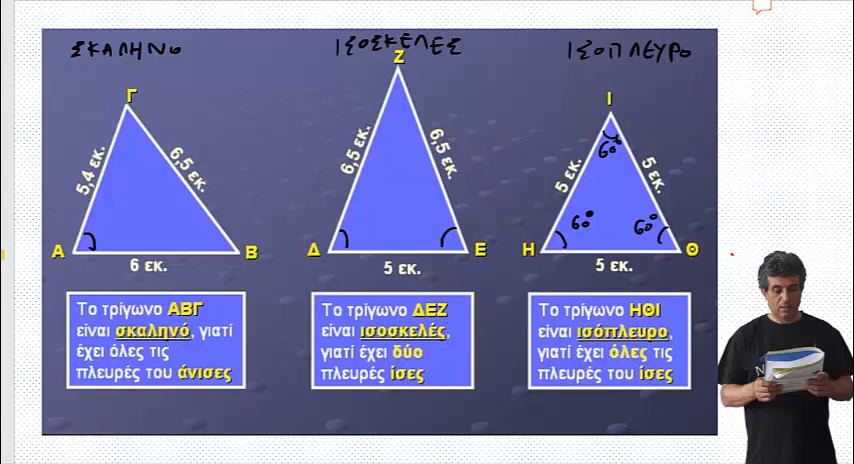 ΣΚΑΛΗΝΟ
ΙΣΟΣΚΕΛΕΣ
ΙΣΟΠΛΕΥΡΟ
Γ
5,4 εκ.
6,5 εκ.
Α
Β
6 εκ.
Ζ
6,5 εκ.
6,5 εκ.
Δ
Ε
5 εκ.
Ι
60
5 εκ.
5 εκ.
60°
60°
Η
Θ
5 εκ.
Το τρίγωνο ΑΒΓ
είναι σκαληνό, γιατί
έχει όλες τις
πλευρές του άνισες
Το τρίγωνο ΔΕΖ
είναι ισοσκελές,
γιατί έχει δύο
πλευρές ίσες
Το τρίγωνο ΗΘΙ
είναι ισόπλευρο,
γιατί έχει όλες τις
πλευρές του ίσες